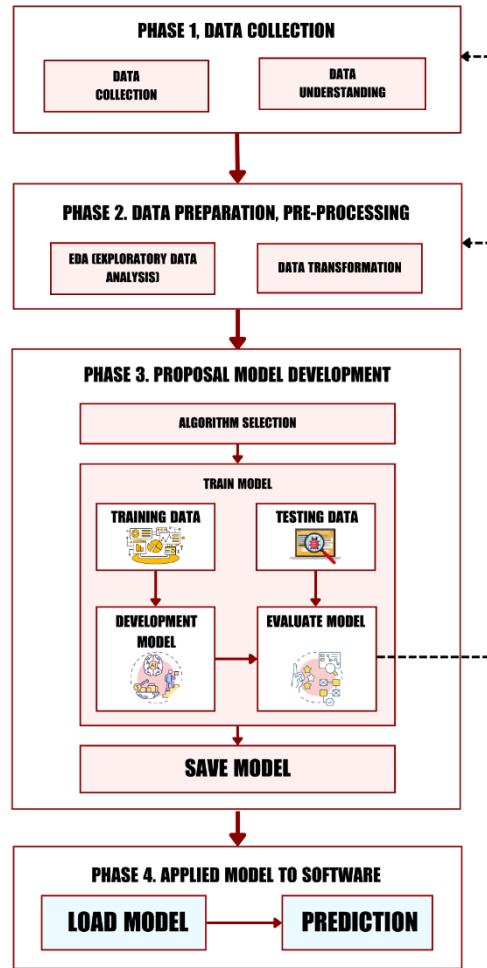 PHASE 1, DATA COLLECTION
DATA
COLLECTION
DATA
UNDERSTANDING
PHASE 2. DATA PREPARATION, PRE-PROCESSING
EDA (EXPLORATORY DATA
ANALYSIS)
DATA TRANSFORMATION
PHASE 3. PROPOSAL MODEL DEVELOPMENT
ALGORITHM SELECTION
TRAIN MODEL
TRAINING DATA
TESTING DATA
DEVELOPMENT
MODEL
EVALUATE MODEL
SAVE MODEL
PHASE 4. APPLIED MODEL TO SOFTWARE
LOAD MODEL
PREDICTION